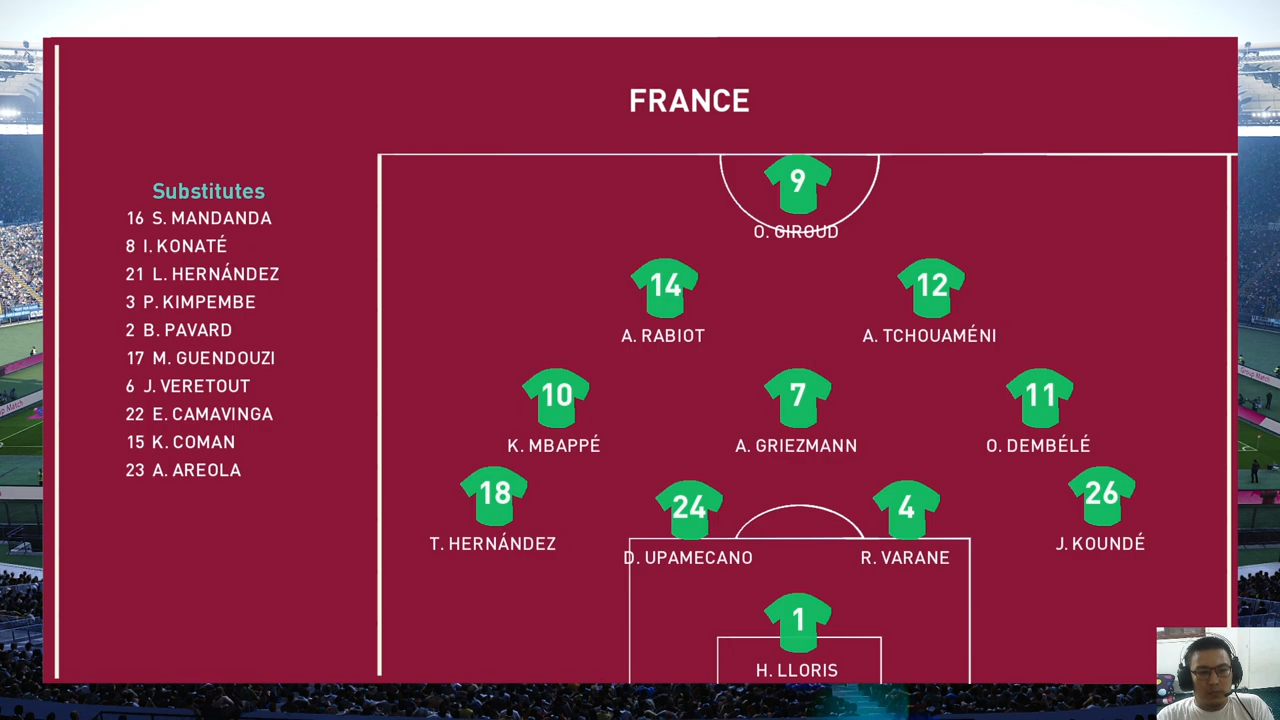 FRANCE
Substitutes
16 S. MANDANDA
8 I. KONATÉ
21 L. HERNÁNDEZ
3 P. KIMPEMBE
2 B. PAVARD
17 M. GUENDOUZI
6 J. VERETOUT
22 E. CAMAVINGA
15 K. COMAN
23 A. AREOLA
9
O. GIROUD
14
A. RABIOT
12
A. TCHOUAMÉNI
10
K. MBAPPÉ
7
A. GRIEZMANN
11
O. DEMBÉLÉ
18
T. HERNÁNDEZ
24
D. UPAMECANO
4
R. VARANE
26
J. KOUNDÉ
1
H. LLORIS